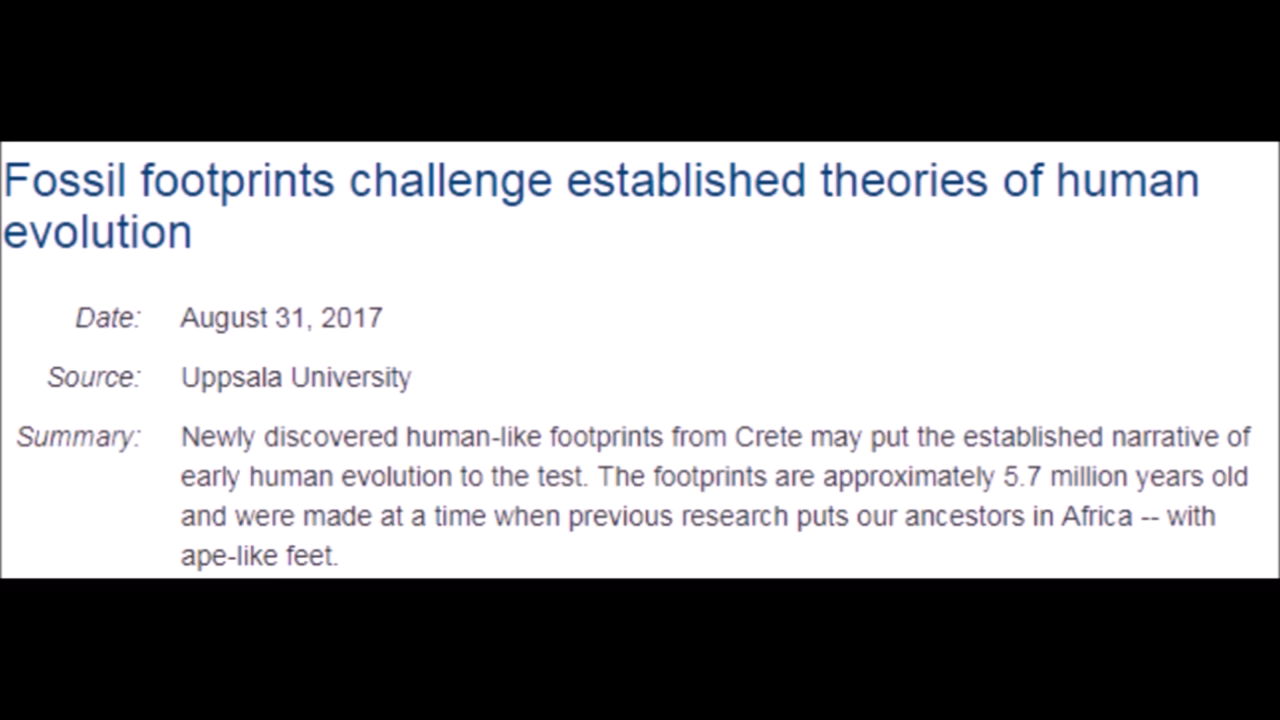 Fossil footprints challenge established theories of human
evolution
Date: August 31, 2017
Source: Uppsala University
Summary: Newly discovered human-like footprints from Crete may put the established narrative of
early human evolution to the test. The footprints are approximately 5.7 million years old
and were made at a time when previous research puts our ancestors in Africa -- with
ape-like feet.